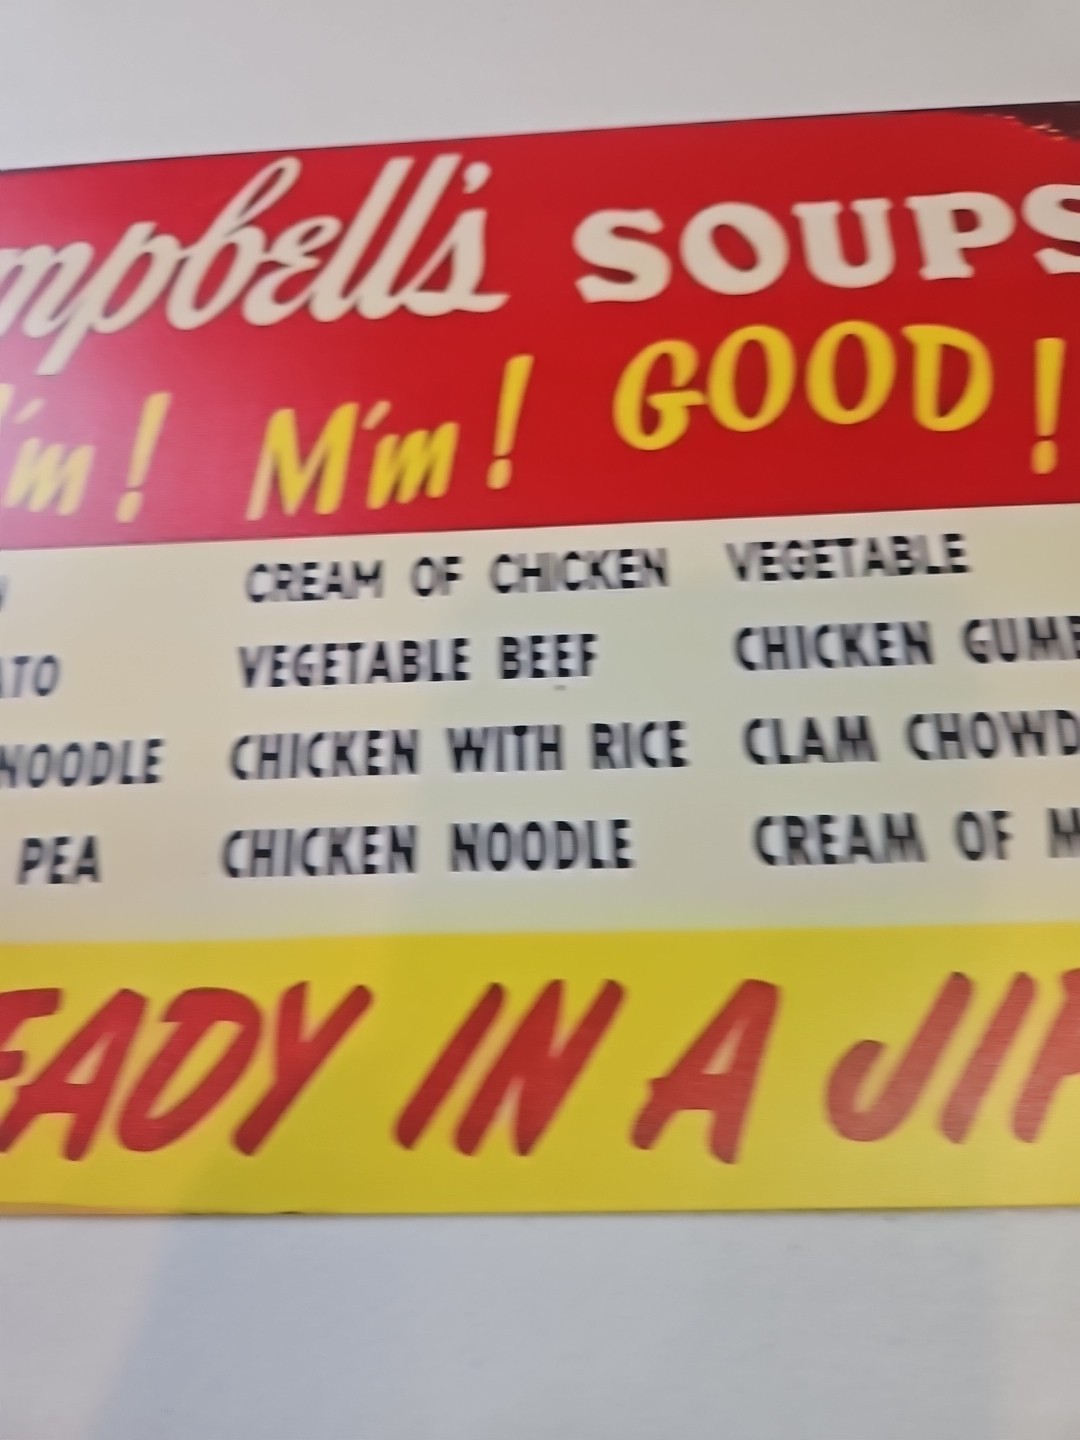 mpbell's SOUPS
'm! M'm! GOOD!
CREAM OF CHICKEN VEGETABLE
ATO VEGETABLE BEEF CHICKEN GUMB
NOODLE CHICKEN WITH RICE CLAM CHOWD
PEA CHICKEN NOODLE CREAM OF M
EADY IN A JIF